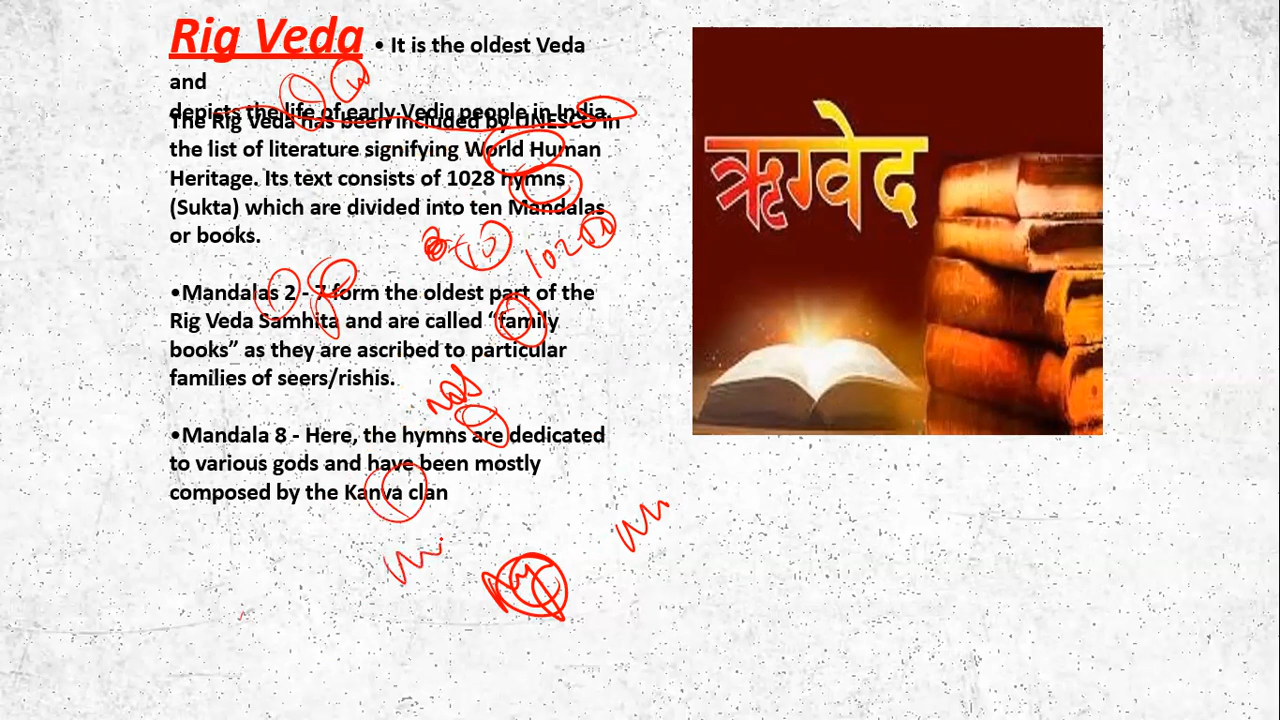 Rig Veda • It is the oldest Veda
and
depicts the life of early Vedic people in India.
The Rig Veda has been included by UNESCO in
the list of literature signifying World Human
Heritage. Its text consists of 1028 hymns
(Sukta) which are divided into ten Mandalas
or books.
1028
•Mandalas 2 - 7 form the oldest part of the
Rig Veda Samhita and are called “family
books” as they are ascribed to particular
families of seers/rishis.
•Mandala 8 - Here, the hymns are dedicated
to various gods and have been mostly
composed by the Kanva clan
ऋग्वेद